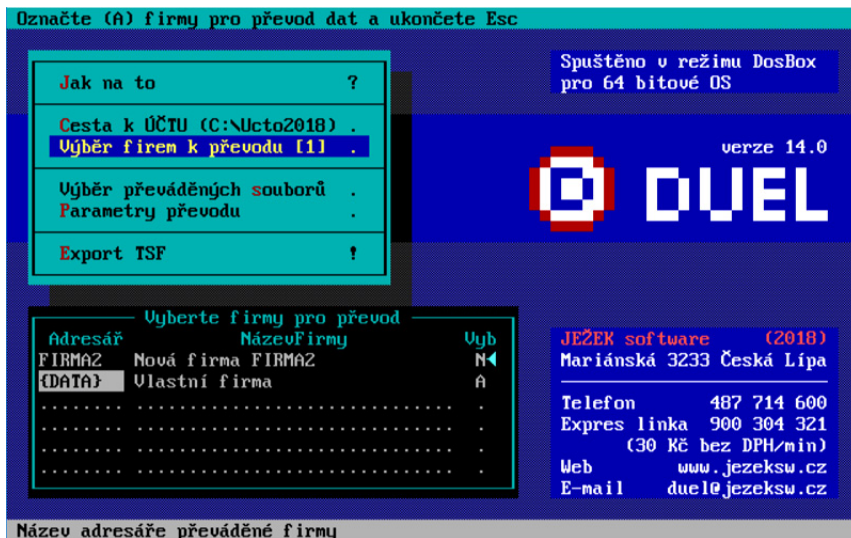 Označte (A) firmy pro převod dat a ukončete Esc
Jak na to ?
Cesta k ÚČTU (C:\Ucto2018) .
Výběr firem k převodu [1] .
Výběr převáděných souborů .
Parametry převodu .
Export TSF !
Spuštěno v režimu DosBox
pro 64 bitové OS
verze 14.0
DUEL
Vyberte firmy pro převod
Adresář NázevFirmy Vyb
FIRMA2 Nová firma FIRMA2 N
{DATA} Vlastní firma A
........ .............................. .
........ .............................. .
........ .............................. .
........ .............................. .
JEŽEK software (2018)
Mariánská 3233 Česká Lípa
Telefon 487 714 600
Expres linka 900 304 321
(30 Kč bez DPH/min)
Web www.jezeksw.cz
E-mail duel@jezeksw.cz
Název adresáře převáděné firmy